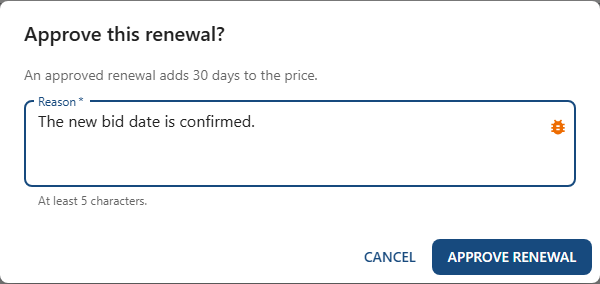 Approve this renewal?
An approved renewal adds 30 days to the price.
Reason *
The new bid date is confirmed.
At least 5 characters.
CANCEL
APPROVE RENEWAL